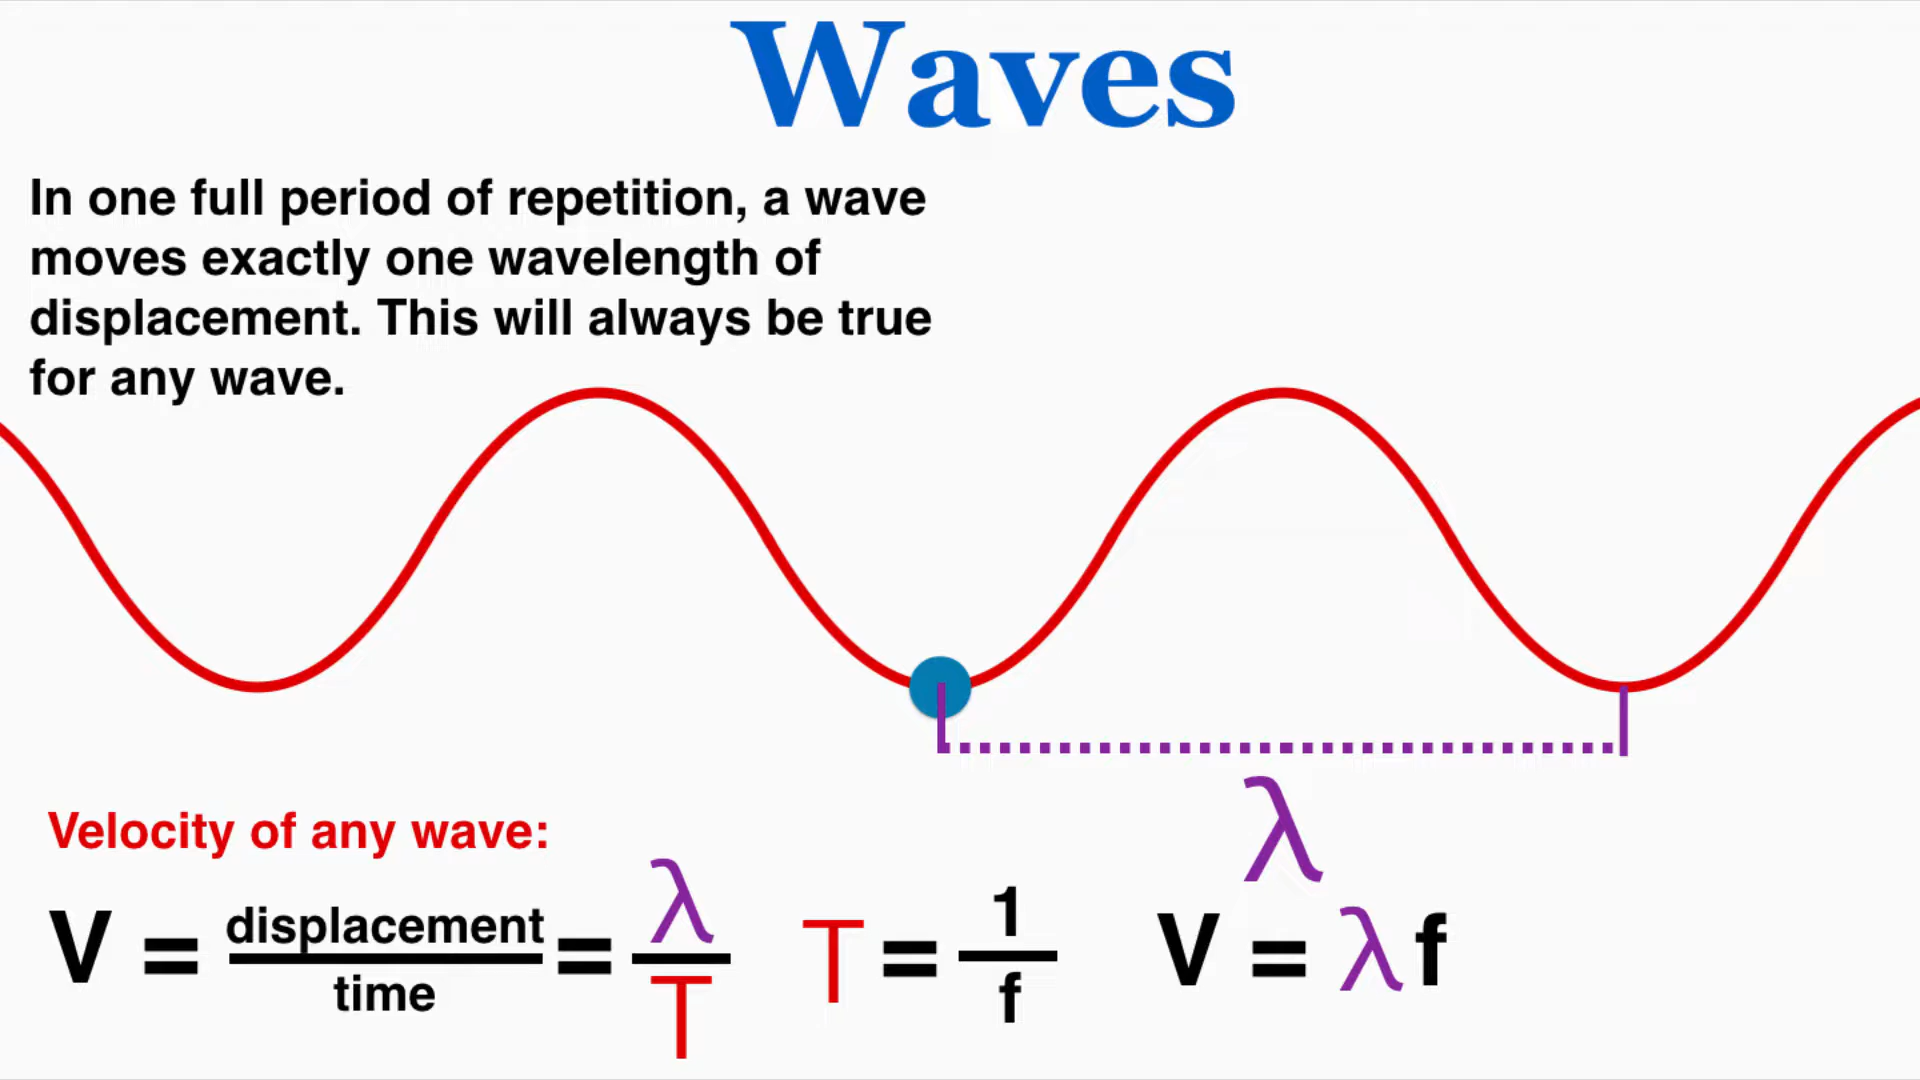 Waves
In one full period of repetition, a wave
moves exactly one wavelength of
displacement. This will always be true
for any wave.
λ
Velocity of any wave:
V = displacement/time = λ/T T = 1/f V = λf